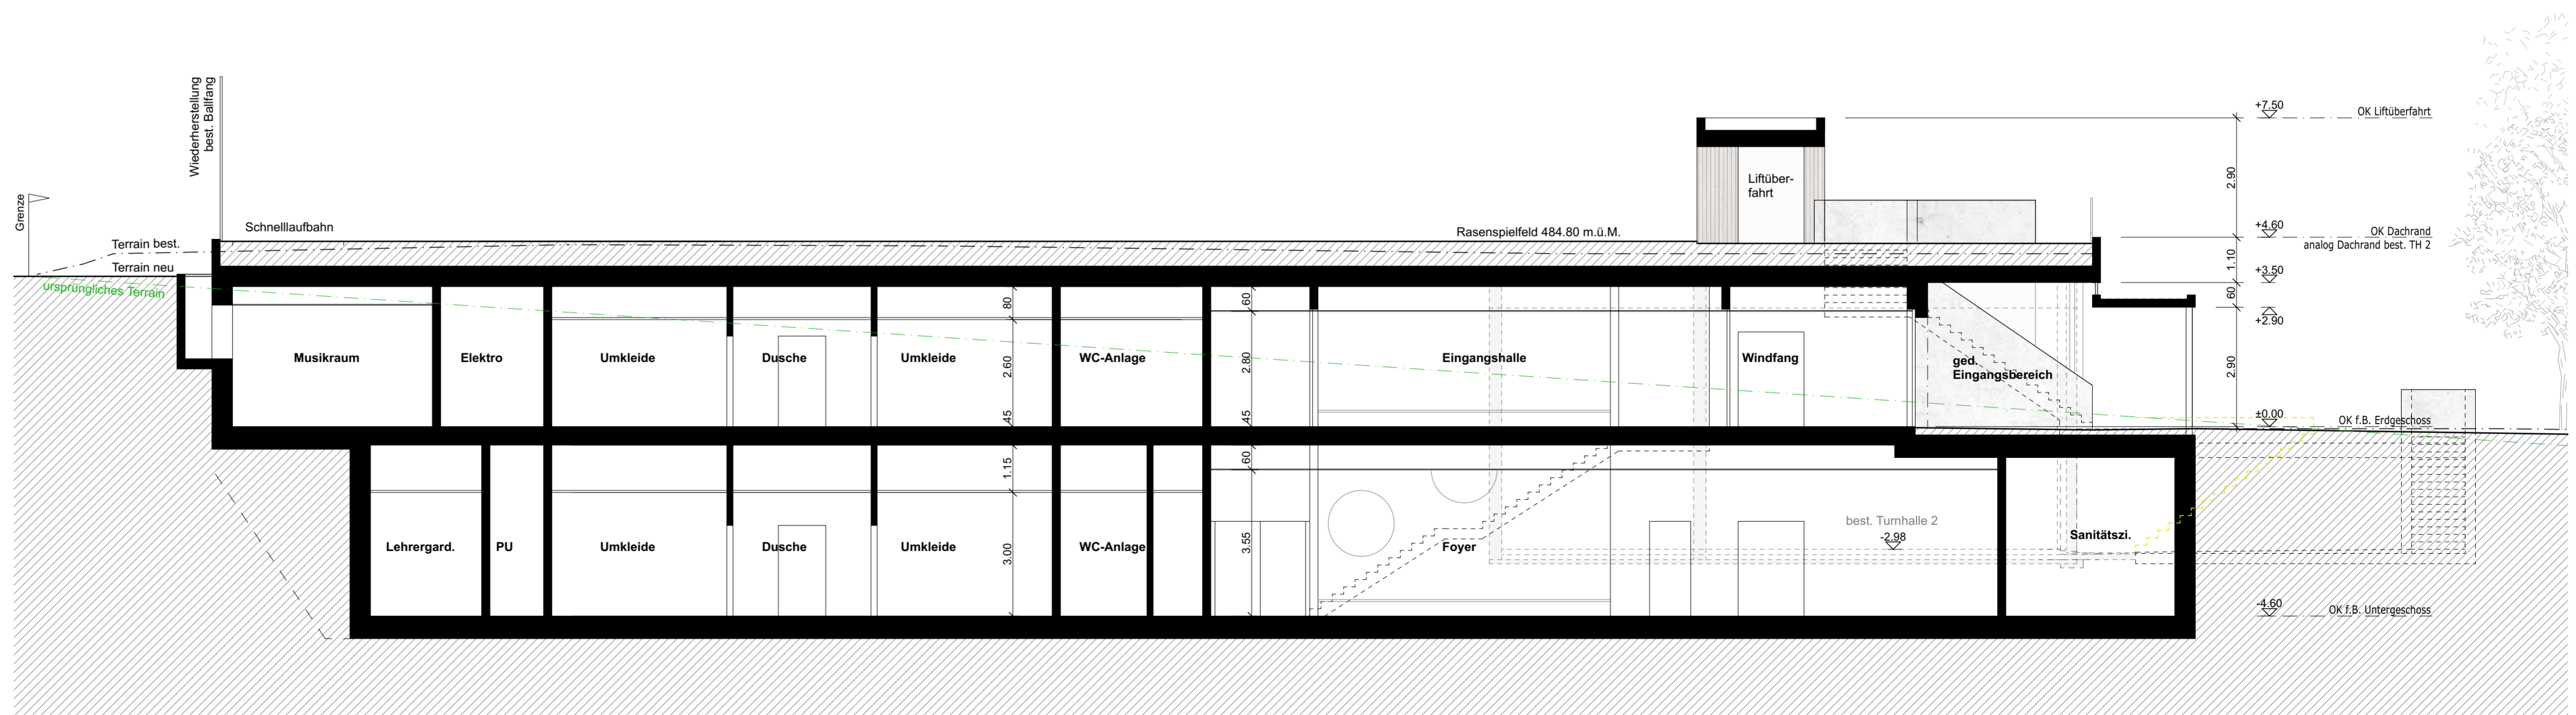 Wiederherstellung
best. Ballfang
Grenze
Schnelllaufbahn
Terrain best.
Terrain neu
ursprüngliches Terrain
Rasenspielfeld 484.80 m.ü.M.
Liftüber-
fahrt
+7.50
OK Liftüberfahrt
2.90
+4.60
OK Dachrand
analog Dachrand best. TH 2
1.10
+3.50
60
+2.90
2.90
±0.00
OK f.B. Erdgeschoss
-4.60
OK f.B. Untergeschoss
Musikraum
Elektro
Umkleide
Dusche
Umkleide
80
2.60
45
WC-Anlage
60
2.80
45
Eingangshalle
Windfang
ged.
Eingangsbereich
Lehrergard.
PU
Umkleide
Dusche
Umkleide
1.15
3.00
WC-Anlage
60
3.55
Foyer
best. Turnhalle 2
-2.98
Sanitätszi.